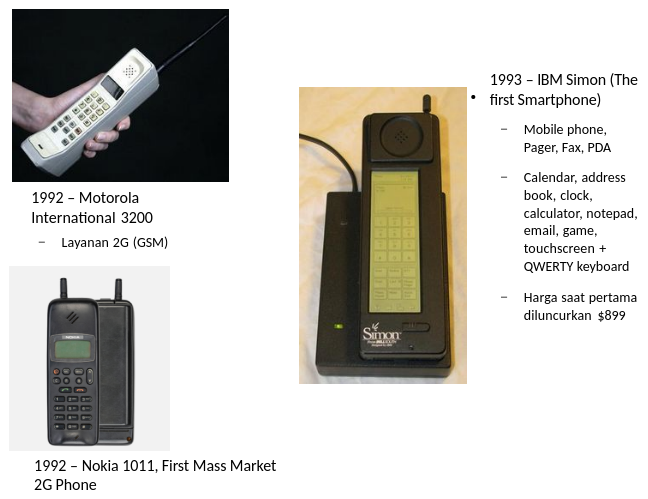 1992 – Motorola
International 3200
– Layanan 2G (GSM)
NOKIA
1992 – Nokia 1011, First Mass Market
2G Phone
Simon
• 1993 – IBM Simon (The
first Smartphone)
– Mobile phone,
Pager, Fax, PDA
– Calendar, address
book, clock,
calculator, notepad,
email, game,
touchscreen +
QWERTY keyboard
– Harga saat pertama
diluncurkan $899